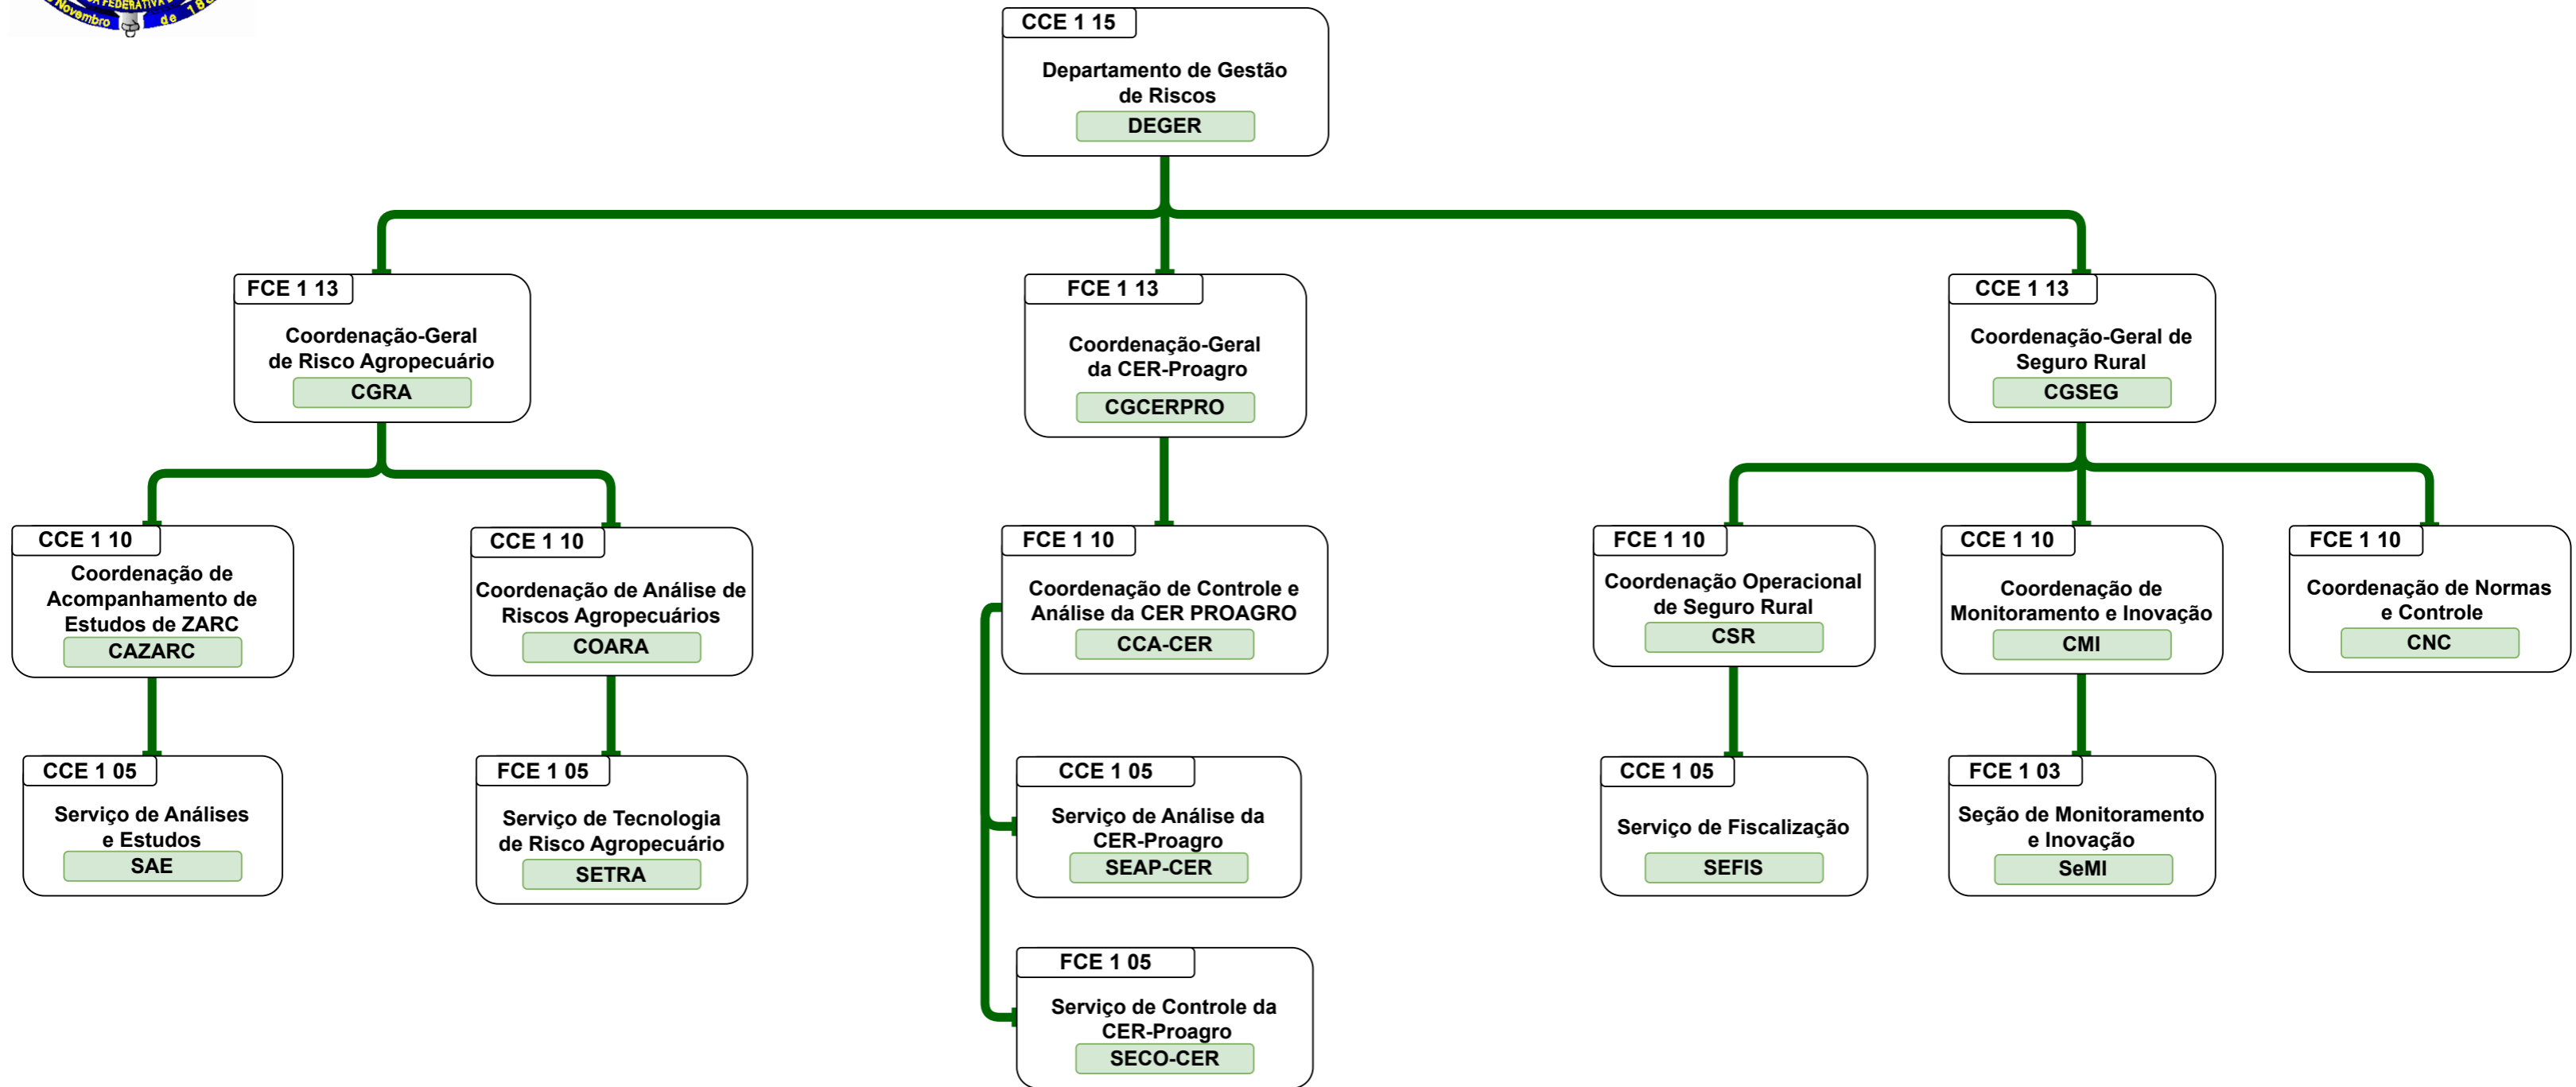 DA FEDERATIVA
Novembro de 18
CCE 1 15
Departamento de Gestão
de Riscos
DEGER
FCE 1 13
Coordenação-Geral
de Risco Agropecuário
CGRA
FCE 1 13
Coordenação-Geral
da CER-Proagro
CGCERPRO
CCE 1 13
Coordenação-Geral de
Seguro Rural
CGSEG
CCE 1 10
Coordenação de
Acompanhamento de
Estudos de ZARC
CAZARC
CCE 1 10
Coordenação de Análise de
Riscos Agropecuários
COARA
FCE 1 10
Coordenação de Controle e
Análise da CER PROAGRO
CCA-CER
FCE 1 10
Coordenação Operacional
de Seguro Rural
CSR
CCE 1 10
Coordenação de
Monitoramento e Inovação
CMI
FCE 1 10
Coordenação de Normas
e Controle
CNC
CCE 1 05
Serviço de Análises
e Estudos
SAE
FCE 1 05
Serviço de Tecnologia
de Risco Agropecuário
SETRA
CCE 1 05
Serviço de Análise da
CER-Proagro
SEAP-CER
CCE 1 05
Serviço de Fiscalização
SEFIS
FCE 1 03
Seção de Monitoramento
e Inovação
SeMI
FCE 1 05
Serviço de Controle da
CER-Proagro
SECO-CER